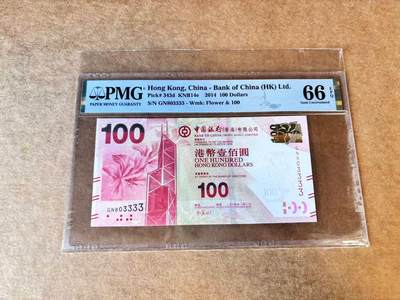 PMG
PAPER MONEY GUARANTY
Hong Kong, China - Bank of China (HK) Ltd.
Pick# 343d KNB14e 2014 100 Dollars
S/N GN803333 - Wmk: Flower & 100
66
EPQ
Gem Uncirculated
100
中國銀行(香港)有限公司
BANK OF CHINA (HONG KONG) LIMITED
港幣壹佰圓
ONE HUNDRED
HONG KONG DOLLARS
100
GN803333